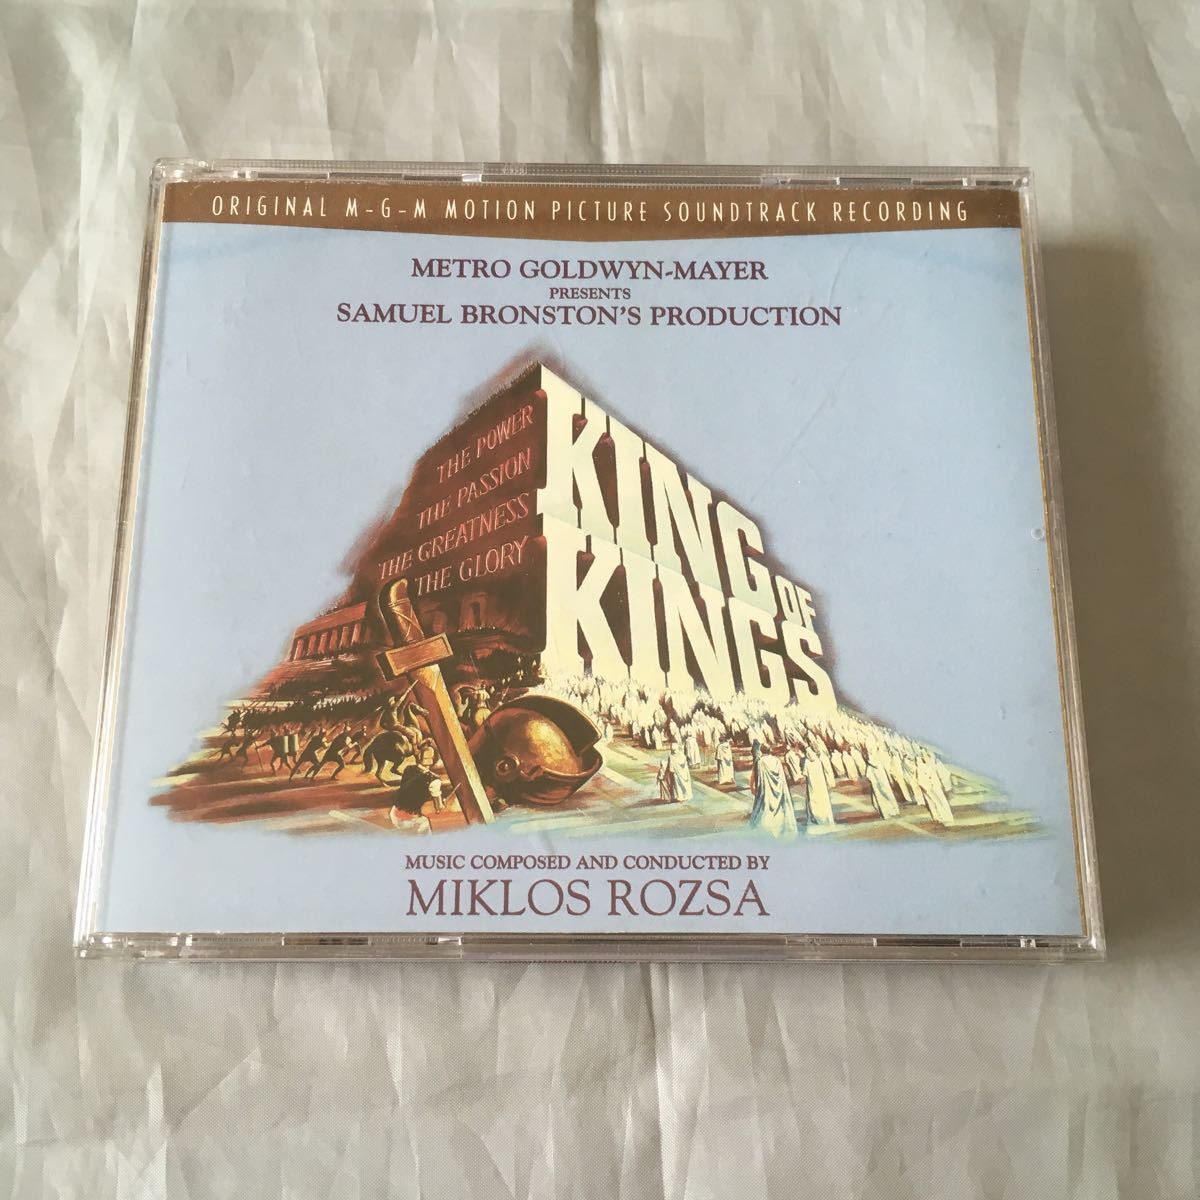 ORIGINAL M-G-M MOTION PICTURE SOUNDTRACK RECORDING
METRO GOLDWYN-MAYER
PRESENTS
SAMUEL BRONSTON'S PRODUCTION
THE POWER
THE PASSION
THE GREATNESS
THE GLORY
KING OF
KINGS
MUSIC COMPOSED AND CONDUCTED BY
MIKLOS ROZSA